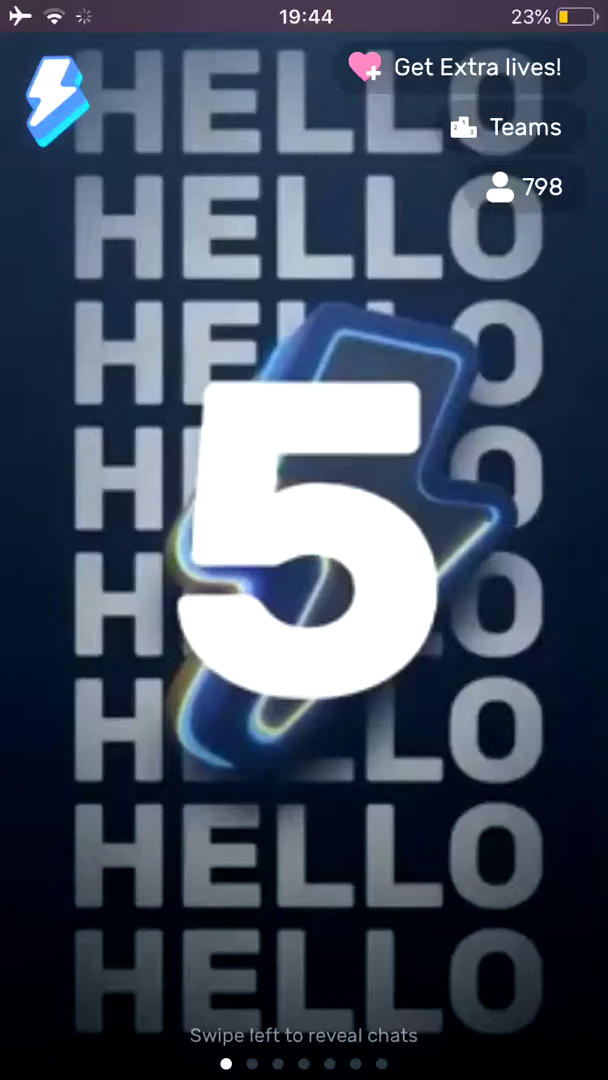 19:44
23%
Get Extra lives!
Teams
798
HELLO
HELLO
HELLO
HELLO
HELLO
HELLO
HELLO
HELLO
5
Swipe left to reveal chats